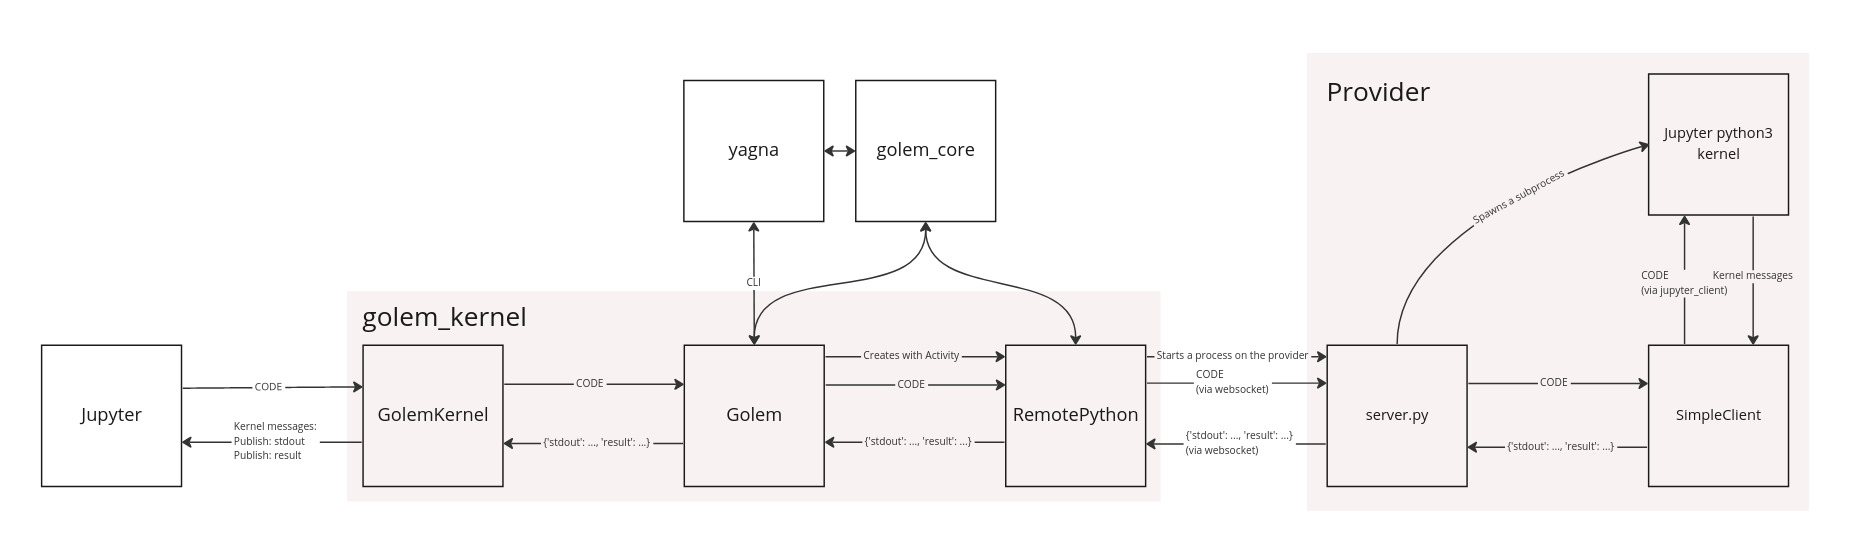 Provider
Jupyter python3
kernel
yagna
golem_core
Spawns a subprocess
CLI
CODE
(via jupyter_client)
Kernel messages
golem_kernel
Jupyter
CODE
Kernel messages:
Publish: stdout
Publish: result
GolemKernel
CODE
{'stdout': ..., 'result': ...}
Golem
Creates with Activity
CODE
{'stdout': ..., 'result': ...}
RemotePython
Starts a process on the provider
CODE
(via websocket)
{'stdout': ..., 'result': ...}
(via websocket)
server.py
CODE
{'stdout': ..., 'result': ...}
SimpleClient